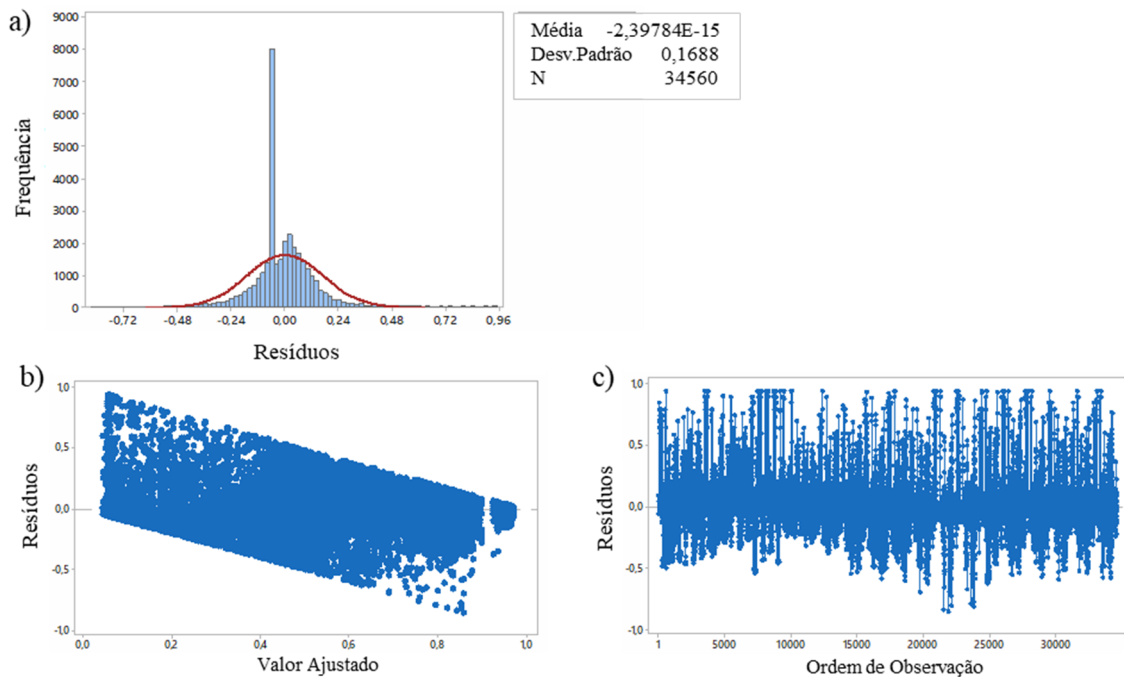 a)
9000
8000
7000
6000
5000
4000
3000
2000
1000
0
Frequência
-0,72 -0,48 -0,24 0,00 0,24 0,48 0,72 0,96
Resíduos
Média -2,39784E-15
Desv.Padrão 0,1688
N 34560
b)
1,0
0,5
0,0
-0,5
-1,0
Resíduos
0,0 0,2 0,4 0,6 0,8 1,0
Valor Ajustado
c)
1,0
0,5
0,0
-0,5
-1,0
Resíduos
1 5000 10000 15000 20000 25000 30000
Ordem de Observação